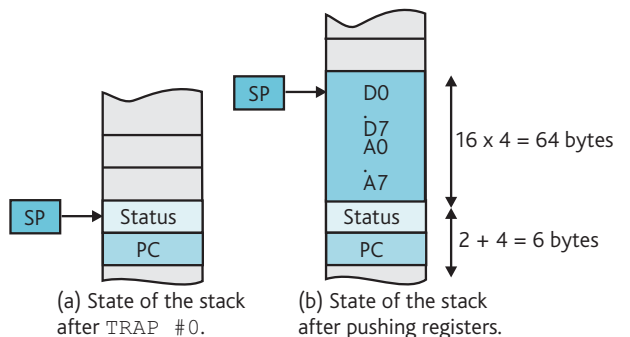 SP
Status
PC
(a) State of the stack
after TRAP #0.
SP
D0
.
D7
A0
.
A7
Status
PC
16 x 4 = 64 bytes
2 + 4 = 6 bytes
(b) State of the stack
after pushing registers.